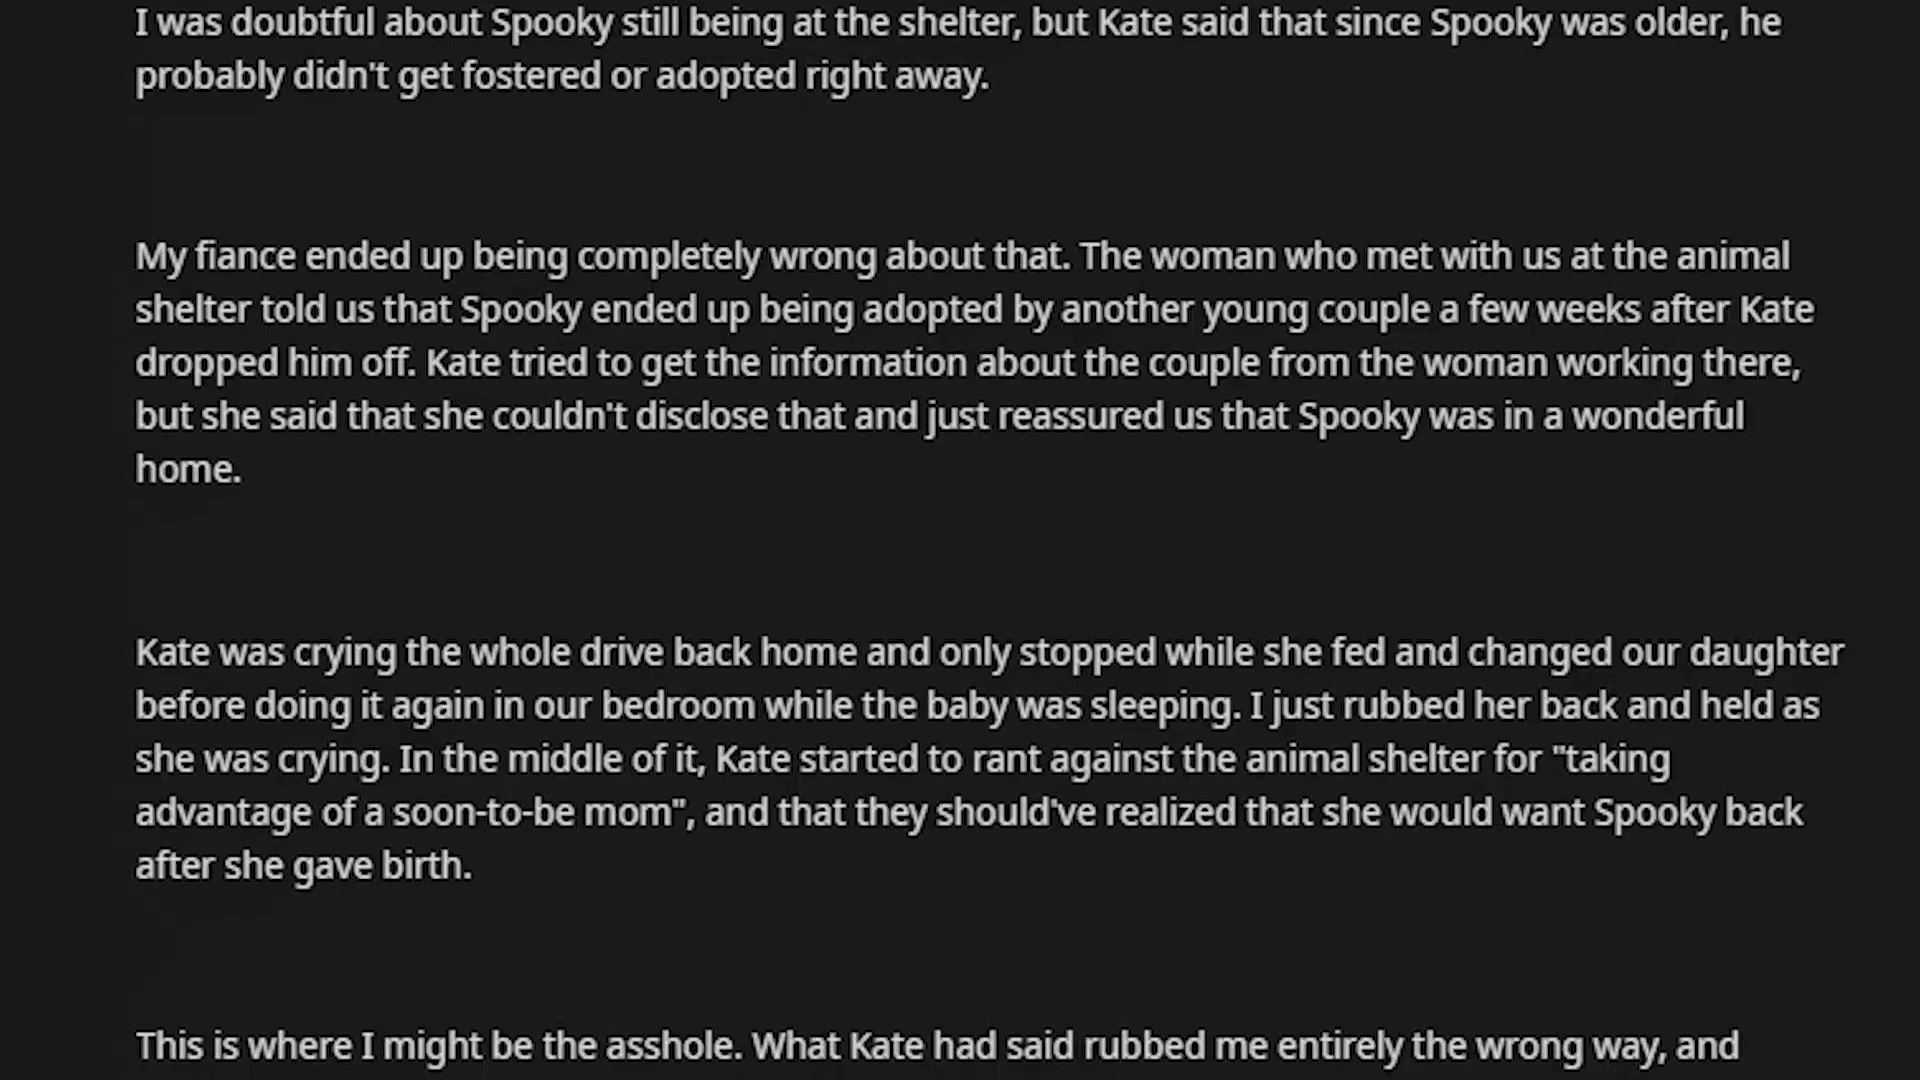 I was doubtful about Spooky still being at the shelter, but Kate said that since Spooky was older, he
probably didn't get fostered or adopted right away.
My fiance ended up being completely wrong about that. The woman who met with us at the animal
shelter told us that Spooky ended up being adopted by another young couple a few weeks after Kate
dropped him off. Kate tried to get the information about the couple from the woman working there,
but she said that she couldn't disclose that and just reassured us that Spooky was in a wonderful
home.
Kate was crying the whole drive back home and only stopped while she fed and changed our daughter
before doing it again in our bedroom while the baby was sleeping. I just rubbed her back and held as
she was crying. In the middle of it, Kate started to rant against the animal shelter for "taking
advantage of a soon-to-be mom", and that they should've realized that she would want Spooky back
after she gave birth.
This is where I might be the asshole. What Kate had said rubbed me entirely the wrong way, and